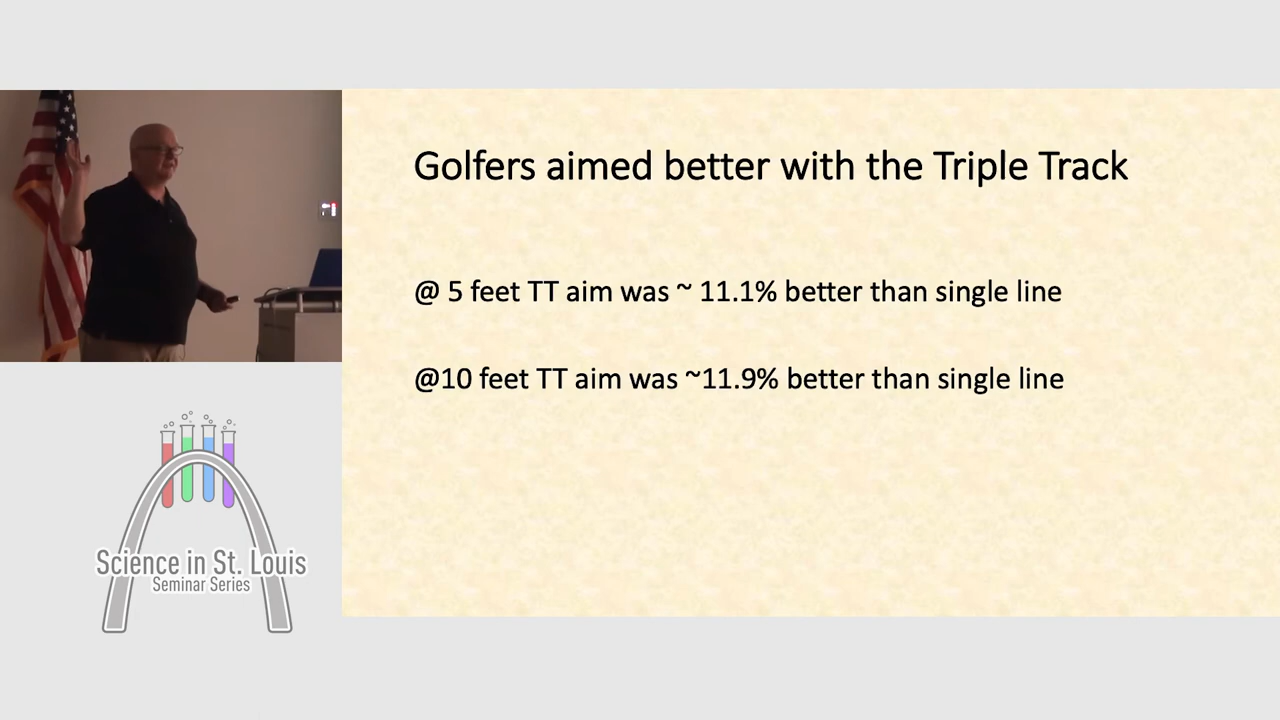 Golfers aimed better with the Triple Track
@ 5 feet TT aim was ~ 11.1% better than single line
@10 feet TT aim was ~11.9% better than single line
Science in St. Louis
Seminar Series